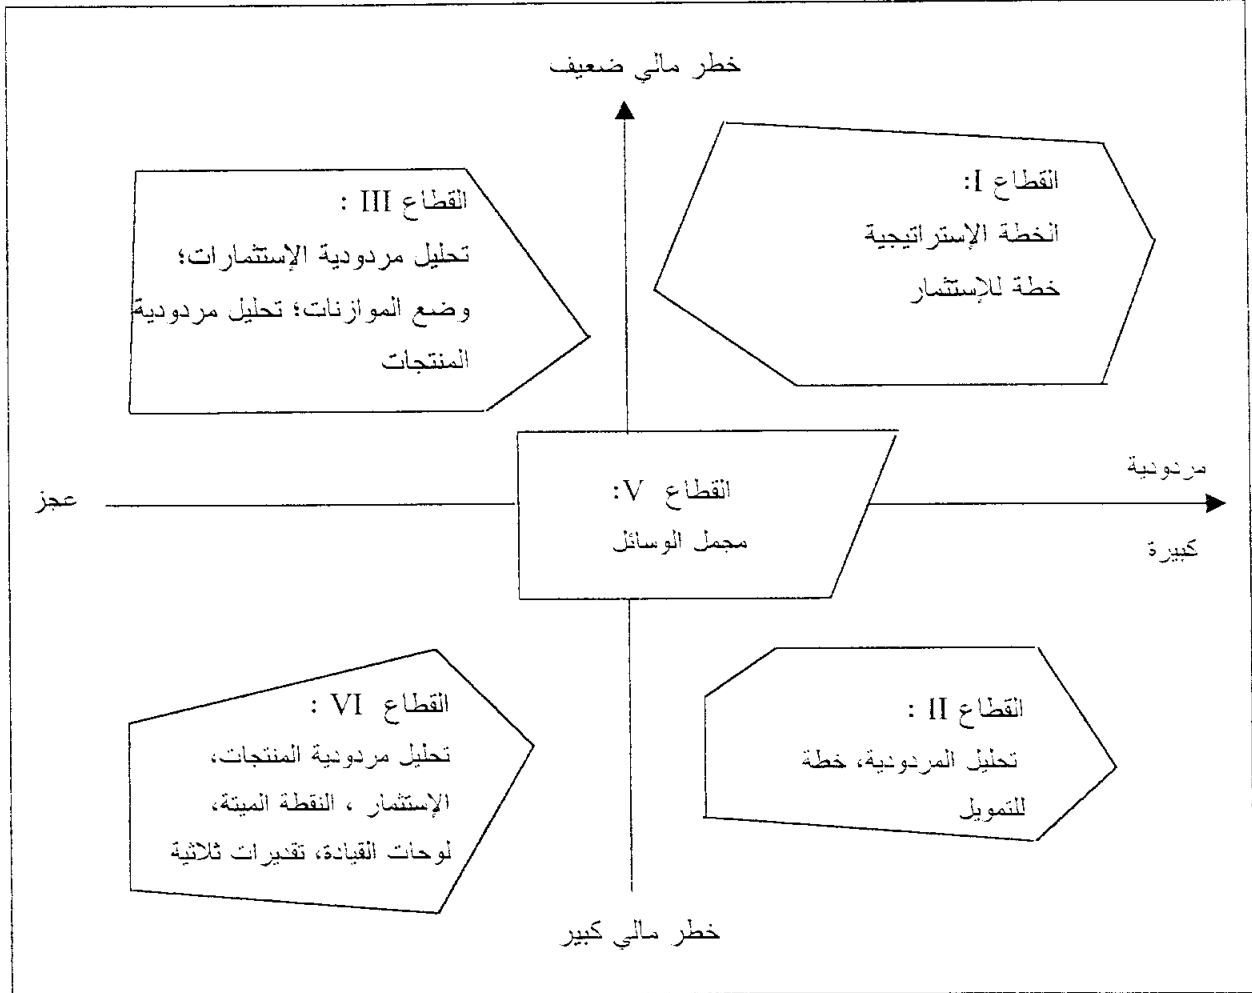 خطر مالي ضعيف
القطاع I:
الخطة الإستراتيجية
خطة للإستثمار
القطاع III :
تحليل مردودية الإستثمارات؛
وضع الموازنات؛ تحليل مردودية
المنتجات
مردودية
كبيرة
القطاع V:
مجمل الوسائل
عجز
القطاع II :
تحليل المردودية، خطة
للتمويل
القطاع VI :
تحليل مردودية المنتجات،
الإستثمار ، النقطة الميتة،
لوحات القيادة، تقديرات ثلاثية
خطر مالي كبير